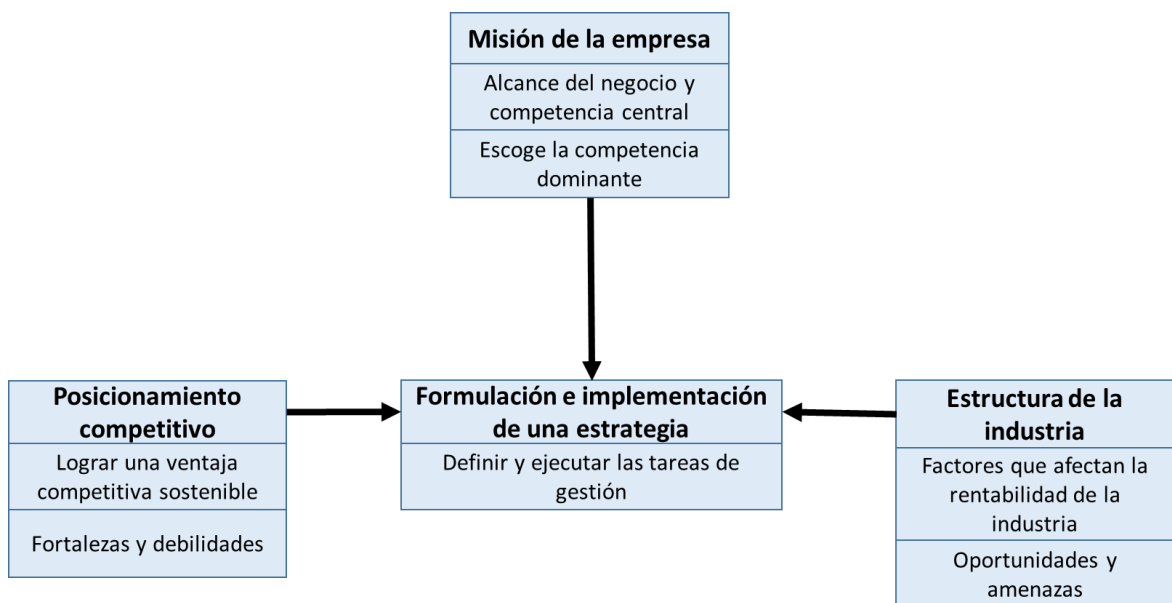 Misión de la empresa
Alcance del negocio y
competencia central
Escoge la competencia
dominante
Posicionamiento
competitivo
Lograr una ventaja
competitiva sostenible
Fortalezas y debilidades
Formulación e implementación
de una estrategia
Definir y ejecutar las tareas de
gestión
Estructura de la
industria
Factores que afectan la
rentabilidad de la
industria
Oportunidades y
amenazas